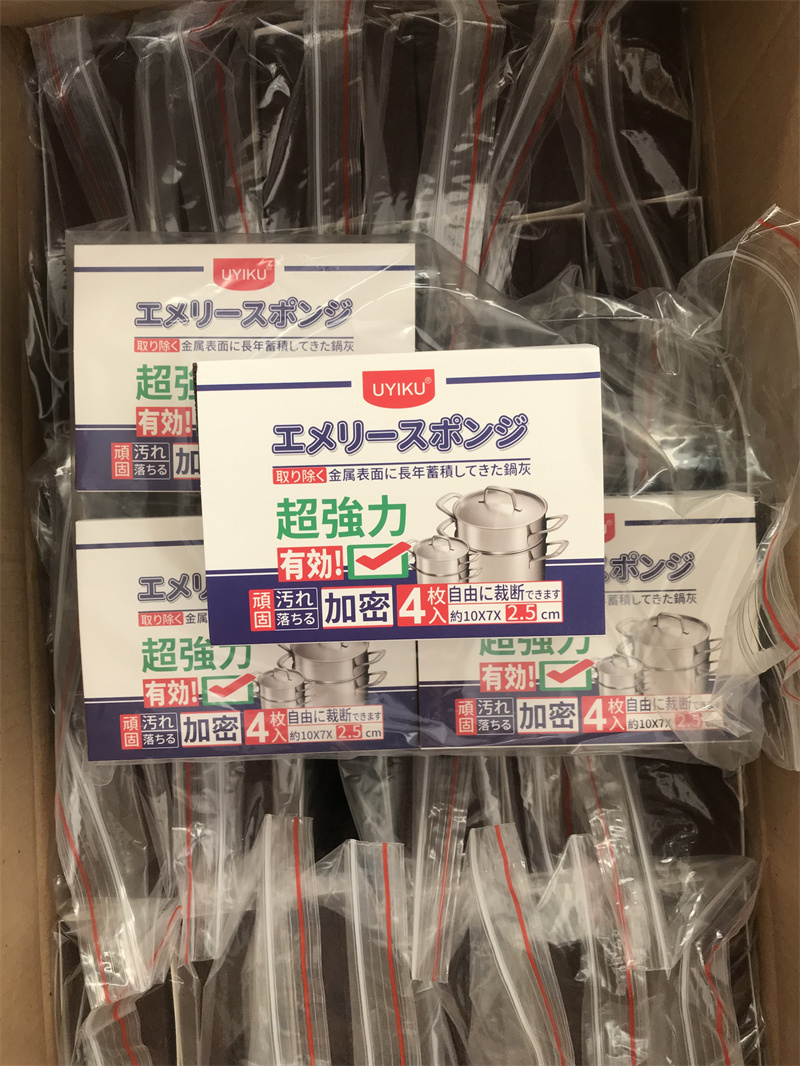 UYIKU
エメリースポンジ
取り除く 金属表面に長年蓄積してきた鍋灰
超強
有効!
頑固 汚れ落ちる 加
UYIKU®
エメリースポンジ
取り除く 金属表面に長年蓄積してきた鍋灰
超強力
有効!
頑固 汚れ落ちる 加密 4枚入 自由に裁断できます
約10X7X 2.5 cm
エメリ
取り除く 金属
超強力
有効!
頑固 汚れ落ちる 加密 4枚入 自由に裁断できます
約10X7X 2.5 cm
スポンジ
蓄積してきた鍋灰
超強力
有効!
頑固 汚れ落ちる 加密 4枚入 自由に裁断できます
約10X7X 2.5 cm